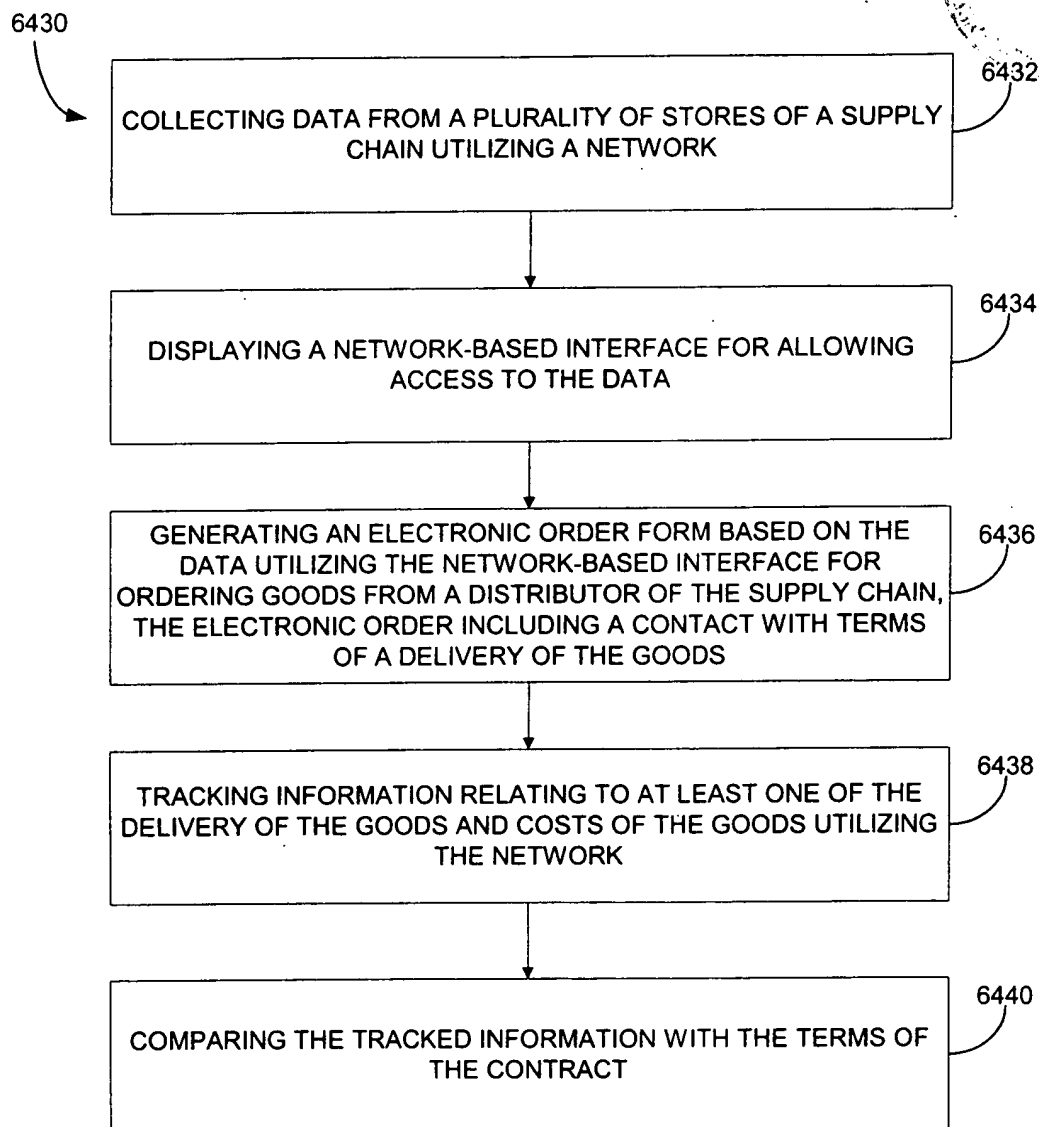 6430
6432
COLLECTING DATA FROM A PLURALITY OF STORES OF A SUPPLY
CHAIN UTILIZING A NETWORK
6434
DISPLAYING A NETWORK-BASED INTERFACE FOR ALLOWING
ACCESS TO THE DATA
6436
GENERATING AN ELECTRONIC ORDER FORM BASED ON THE
DATA UTILIZING THE NETWORK-BASED INTERFACE FOR
ORDERING GOODS FROM A DISTRIBUTOR OF THE SUPPLY CHAIN,
THE ELECTRONIC ORDER INCLUDING A CONTACT WITH TERMS
OF A DELIVERY OF THE GOODS
6438
TRACKING INFORMATION RELATING TO AT LEAST ONE OF THE
DELIVERY OF THE GOODS AND COSTS OF THE GOODS UTILIZING
THE NETWORK
6440
COMPARING THE TRACKED INFORMATION WITH THE TERMS OF
THE CONTRACT